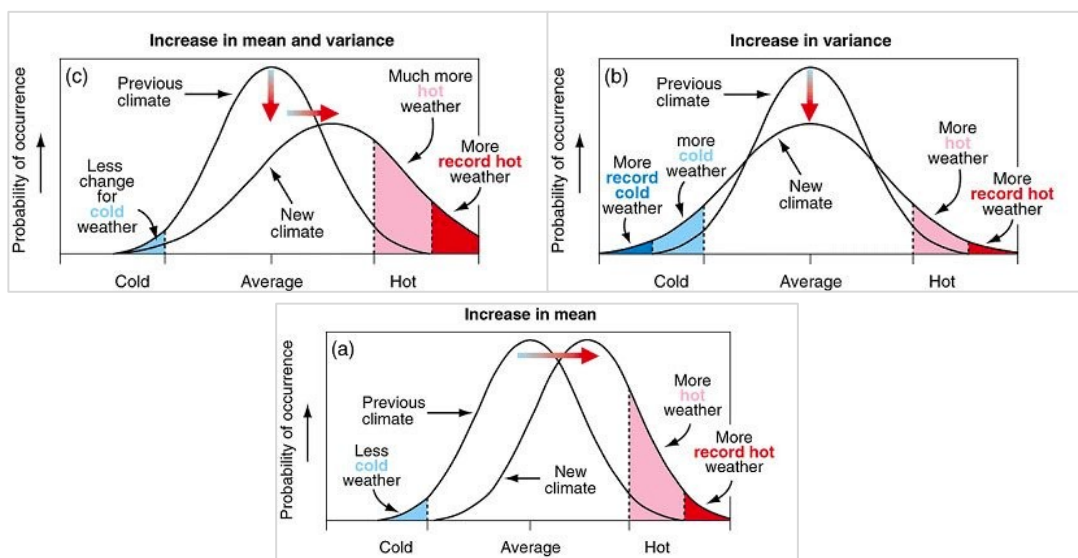 Increase in mean and variance
(c)
Previous
climate
Much more
hot
weather
More
record hot
weather
Less
change for
cold
weather
New
climate
Probability of occurrence
Cold Average Hot
Increase in variance
(b)
Previous
climate
More
record
cold
weather
more
cold
weather
New
climate
More
hot
weather
More
record hot
weather
Probability of occurrence
Cold Average Hot
Increase in mean
(a)
Previous
climate
More
hot
weather
More
record hot
weather
Less
cold
weather
New
climate
Probability of occurrence
Cold Average Hot